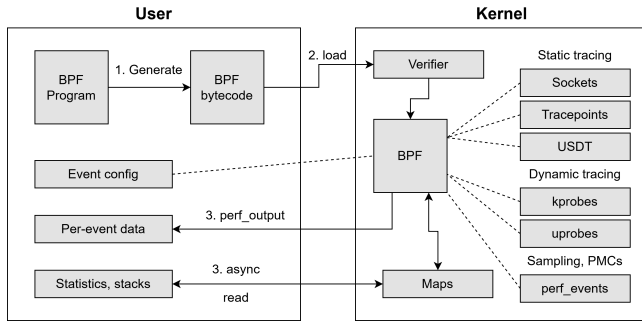 User
Kernel
BPF
Program
1. Generate
BPF
bytecode
2. load
Verifier
Static tracing
Sockets
Tracepoints
USDT
BPF
Event config
Dynamic tracing
kprobes
uprobes
Per-event data
3. perf_output
Sampling, PMCs
perf_events
Statistics, stacks
3. async
read
Maps